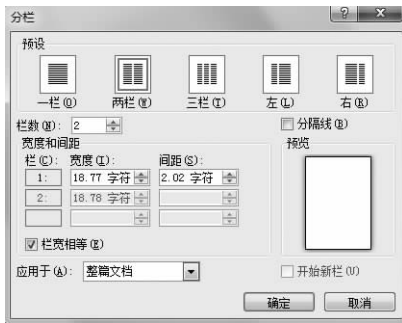 分栏
预设
一栏(O) 两栏(W) 三栏(T) 左(L) 右(R)
栏数(N): 2 分隔线(B)
宽度和间距 预览
栏(C): 宽度(I): 间距(S):
1: 18.77 字符 2.02 字符
2: 18.78 字符
栏宽相等(E)
应用于(A): 整篇文档 开始新栏(U)
确定 取消